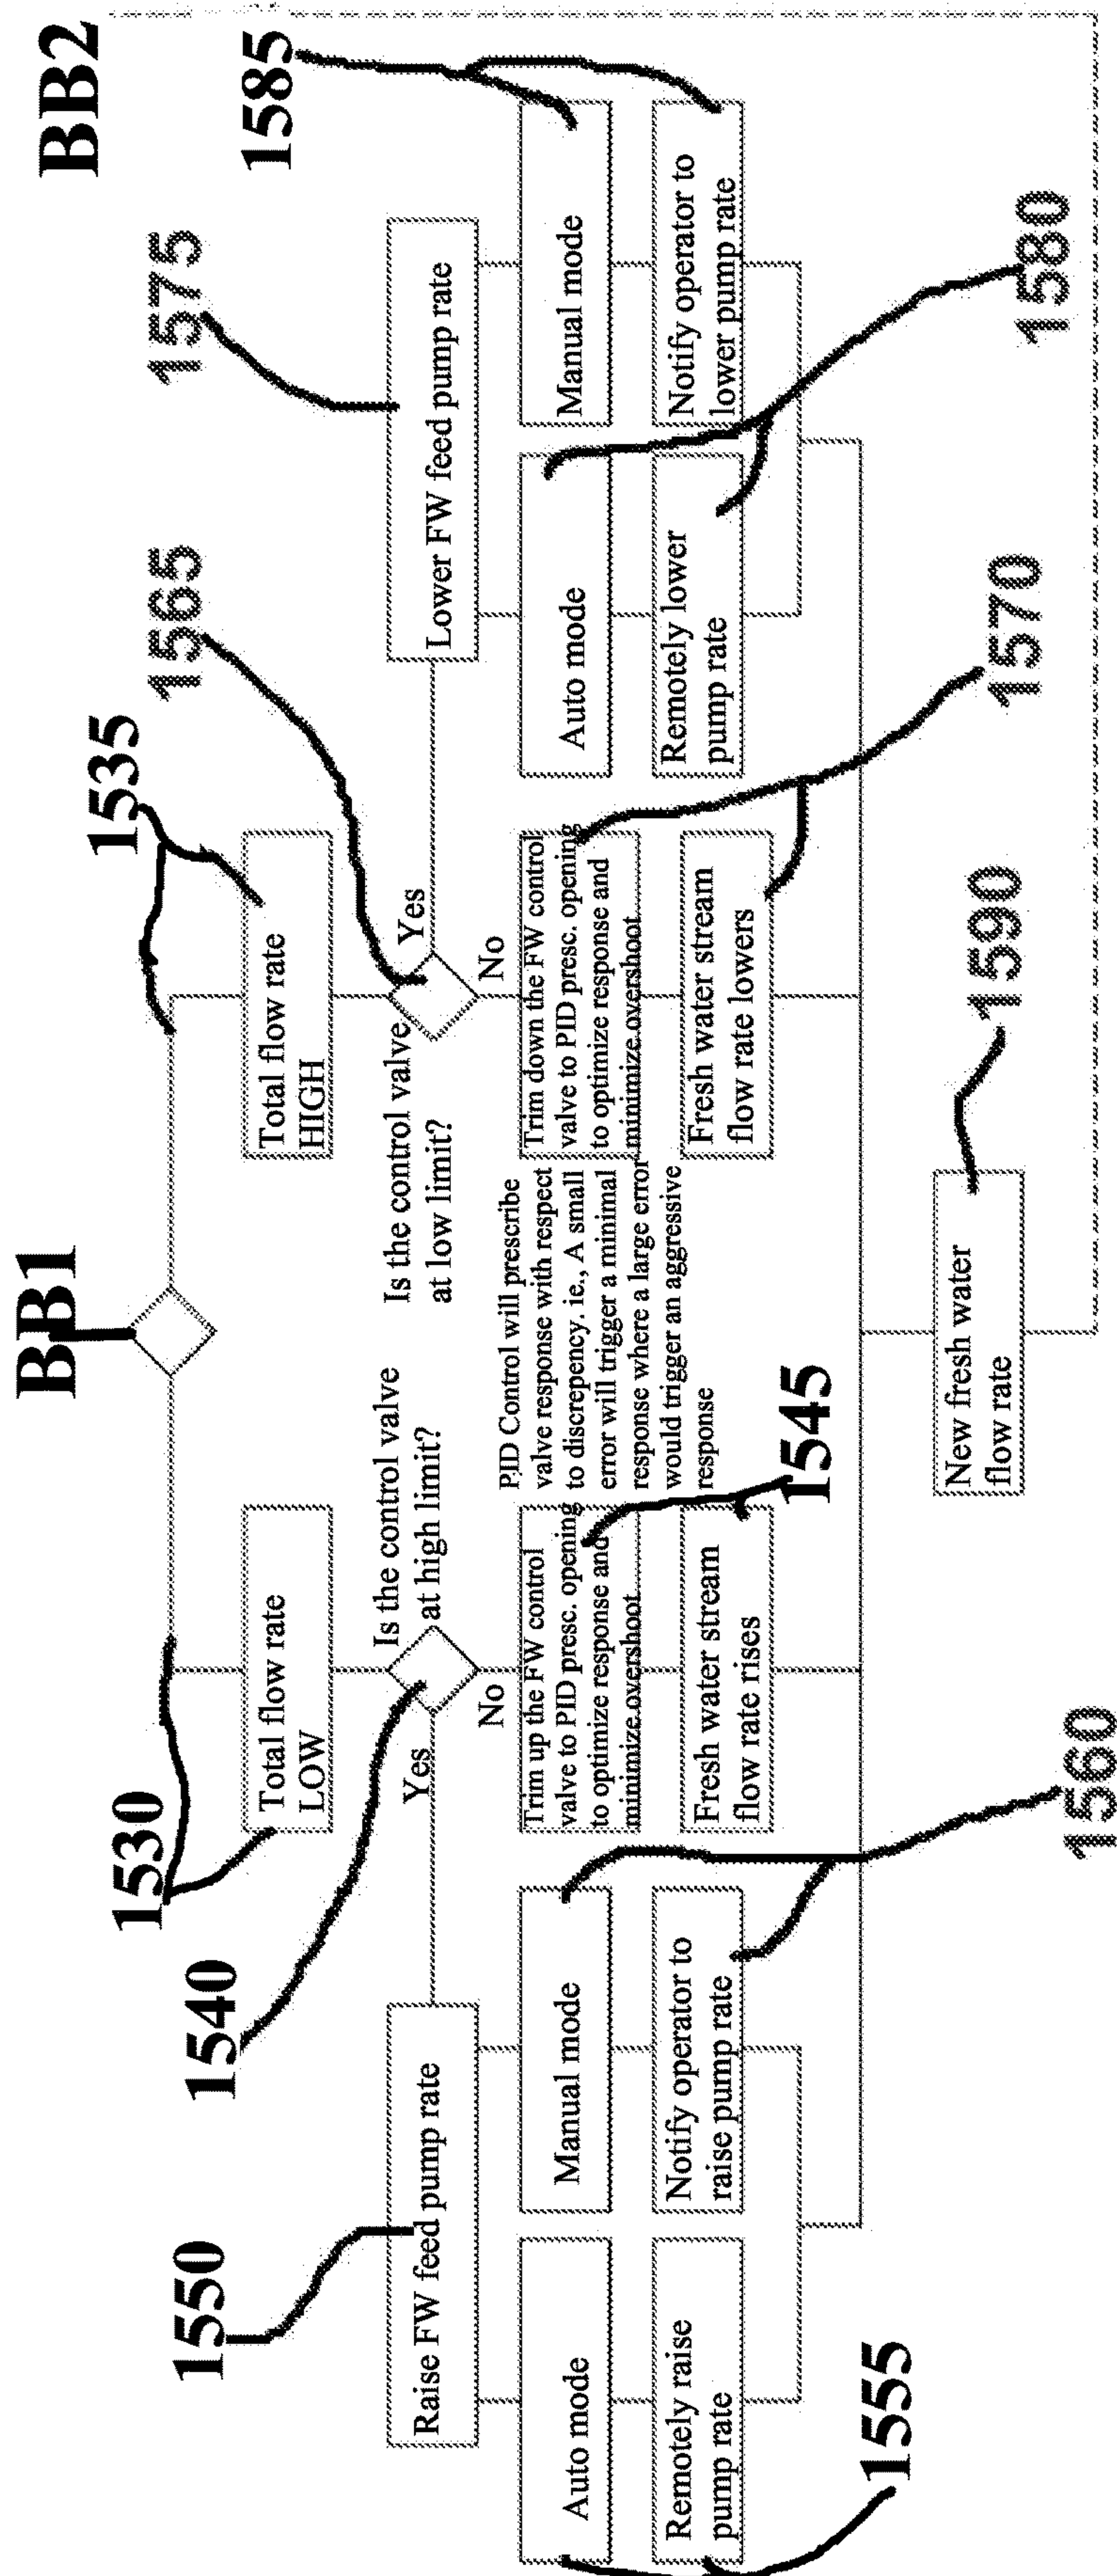 BB1
BB2
1530
1535
1540
1550
1565
1575
1585
Total flow rate
LOW
Total flow rate
HIGH
Is the control valve
at high limit?
Is the control valve
at low limit?
Yes
No
Yes
No
Raise FW feed pump rate
Lower FW feed pump rate
Auto mode
Manual mode
Trim up the FW control
valve to PID presc. opening
to optimize response and
minimize overshoot
PID Control will prescribe
valve response with respect
to discrepency. ie., A small
error will trigger a minimal
response where a large error
would trigger an aggressive
response
Trim down the FW control
valve to PID presc. opening
to optimize response and
minimize overshoot
Auto mode
Manual mode
Remotely raise
pump rate
Notify operator to
raise pump rate
Fresh water stream
flow rate rises
Fresh water stream
flow rate lowers
Remotely lower
pump rate
Notify operator to
lower pump rate
1555
1560
1545
1570
1580
New fresh water
flow rate
1590